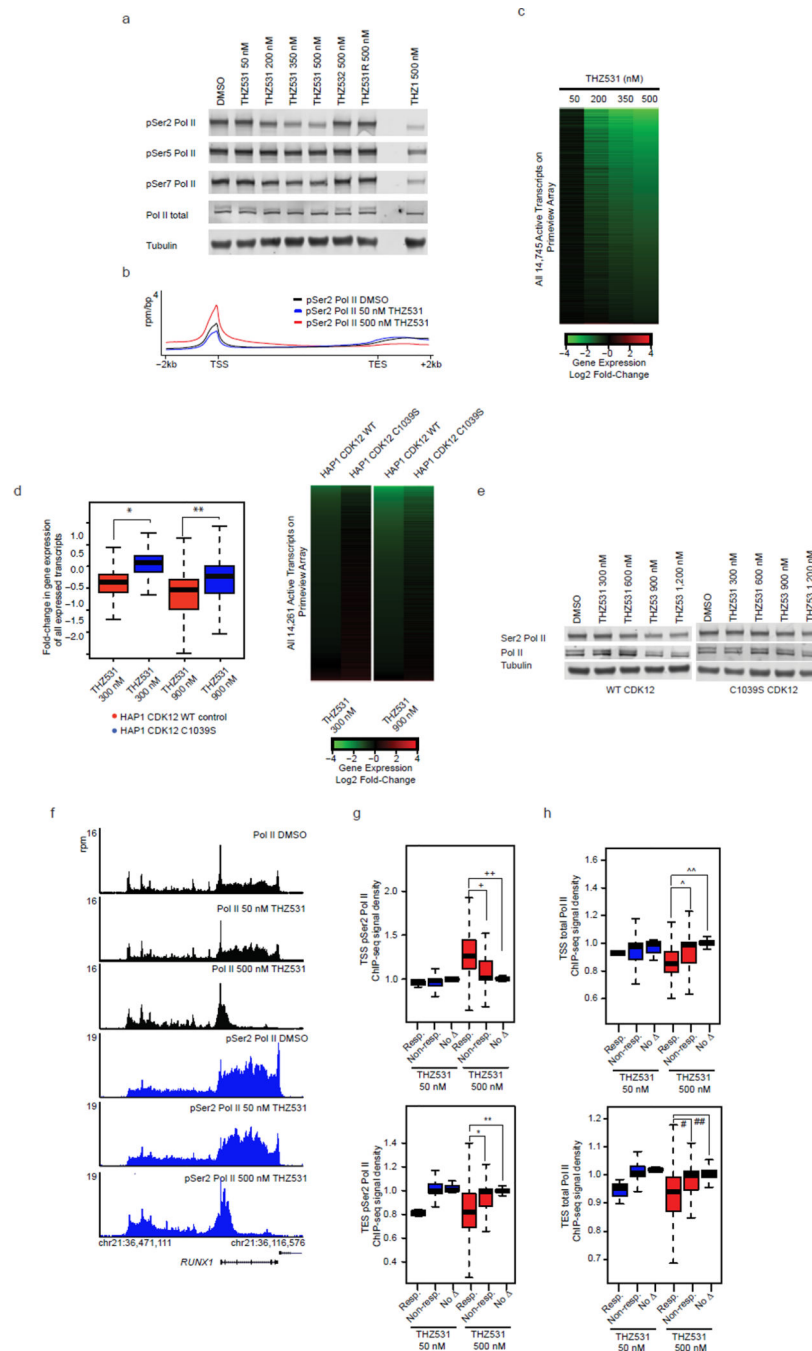 a
DMSO
THZ531 50 nM
THZ531 200 nM
THZ531 350 nM
THZ531 500 nM
THZ532 500 nM
THZ531R 500 nM
THZ1 500 nM
pSer2 Pol II
pSer5 Pol II
pSer7 Pol II
Pol II total
Tubulin
b
rpm/bp
4
pSer2 Pol II DMSO
pSer2 Pol II 50 nM THZ531
pSer2 Pol II 500 nM THZ531
−2kb TSS TES +2kb
c
THZ531 (nM)
50 200 350 500
All 14,745 Active Transcripts on
Primeview Array
−4 −2 0 2 4
Gene Expression
Log2 Fold-Change
d
Fold-change in gene expression
of all expressed transcripts
1.0
0.5
0.0
−0.5
−1.0
−1.5
−2.0
*
**
THZ531
300 nM
THZ531
300 nM
THZ531
900 nM
THZ531
900 nM
HAP1 CDK12 WT control
HAP1 CDK12 C1039S
HAP1 CDK12 WT
HAP1 CDK12 C1039S
HAP1 CDK12 WT
HAP1 CDK12 C1039S
All 14,261 Active Transcripts on
Primeview Array
THZ531
300 nM
THZ531
900 nM
−4 −2 0 2 4
Gene Expression
Log2 Fold-Change
e
DMSO
THZ531 300 nM
THZ531 600 nM
THZ53 900 nM
THZ53 1,200 nM
DMSO
THZ531 300 nM
THZ531 600 nM
THZ53 900 nM
THZ53 1,200 nM
Ser2 Pol II
Pol II
Tubulin
WT CDK12
C1039S CDK12
f
rpm
16
Pol II DMSO
16
Pol II 50 nM THZ531
16
Pol II 500 nM THZ531
19
pSer2 Pol II DMSO
19
pSer2 Pol II 50 nM THZ531
19
pSer2 Pol II 500 nM THZ531
chr21:36,471,111 chr21:36,116,576
RUNX1
g
TSS pSer2 Pol II
ChIP-seq signal density
2.0
1.5
1.0
++
+
Resp.
Non-resp.
No Δ
Resp.
Non-resp.
No Δ
THZ531
50 nM
THZ531
500 nM
TES pSer2 Pol II
ChIP-seq signal density
1.4
1.2
1.0
0.8
0.6
0.4
**
*
Resp.
Non-resp.
No Δ
Resp.
Non-resp.
No Δ
THZ531
50 nM
THZ531
500 nM
h
TSS total Pol II
ChIP-seq signal density
1.6
1.4
1.2
1.0
0.8
0.6
^^
^
Resp.
Non-resp.
No Δ
Resp.
Non-resp.
No Δ
THZ531
50 nM
THZ531
500 nM
TES total Pol II
ChIP-seq signal density
1.2
1.1
1.0
0.9
0.8
0.7
#
##
Resp.
Non-resp.
No Δ
Resp.
Non-resp.
No Δ
THZ531
50 nM
THZ531
500 nM